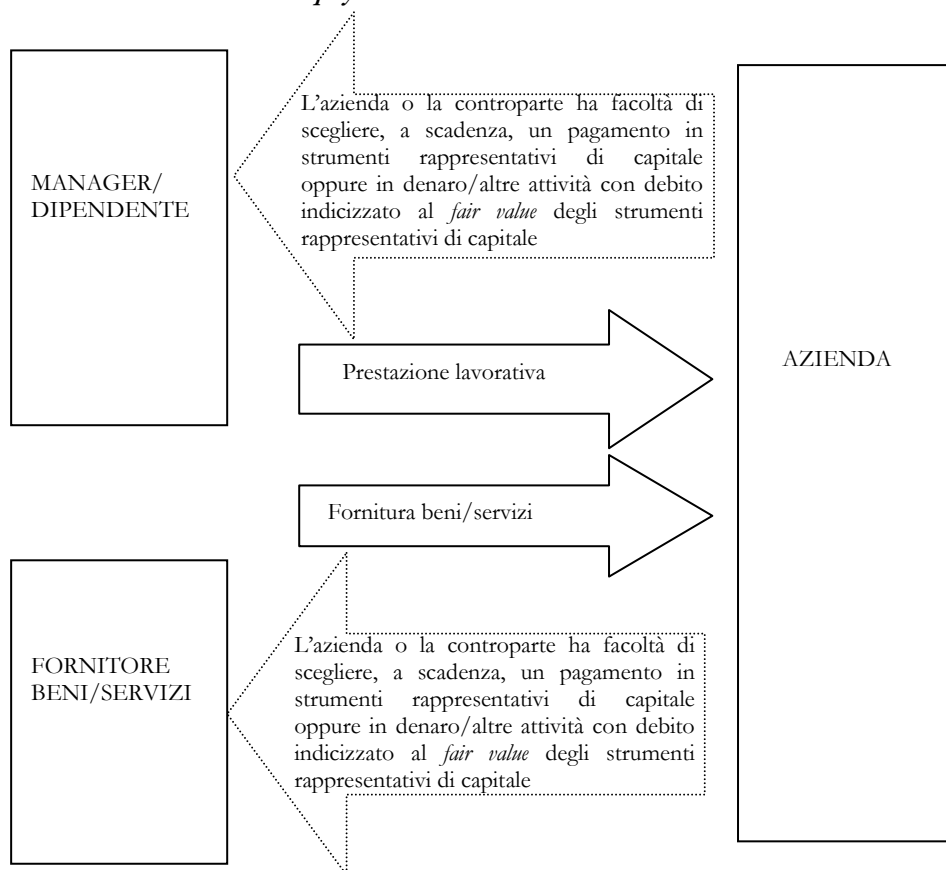 L'azienda o la controparte ha facoltà di
scegliere, a scadenza, un pagamento in
strumenti rappresentativi di capitale
oppure in denaro/altre attività con debito
indicizzato al fair value degli strumenti
rappresentativi di capitale
MANAGER/
DIPENDENTE
Prestazione lavorativa
AZIENDA
Fornitura beni/servizi
FORNITORE
BENI/SERVIZI
L'azienda o la controparte ha facoltà di
scegliere, a scadenza, un pagamento in
strumenti rappresentativi di capitale
oppure in denaro/altre attività con debito
indicizzato al fair value degli strumenti
rappresentativi di capitale